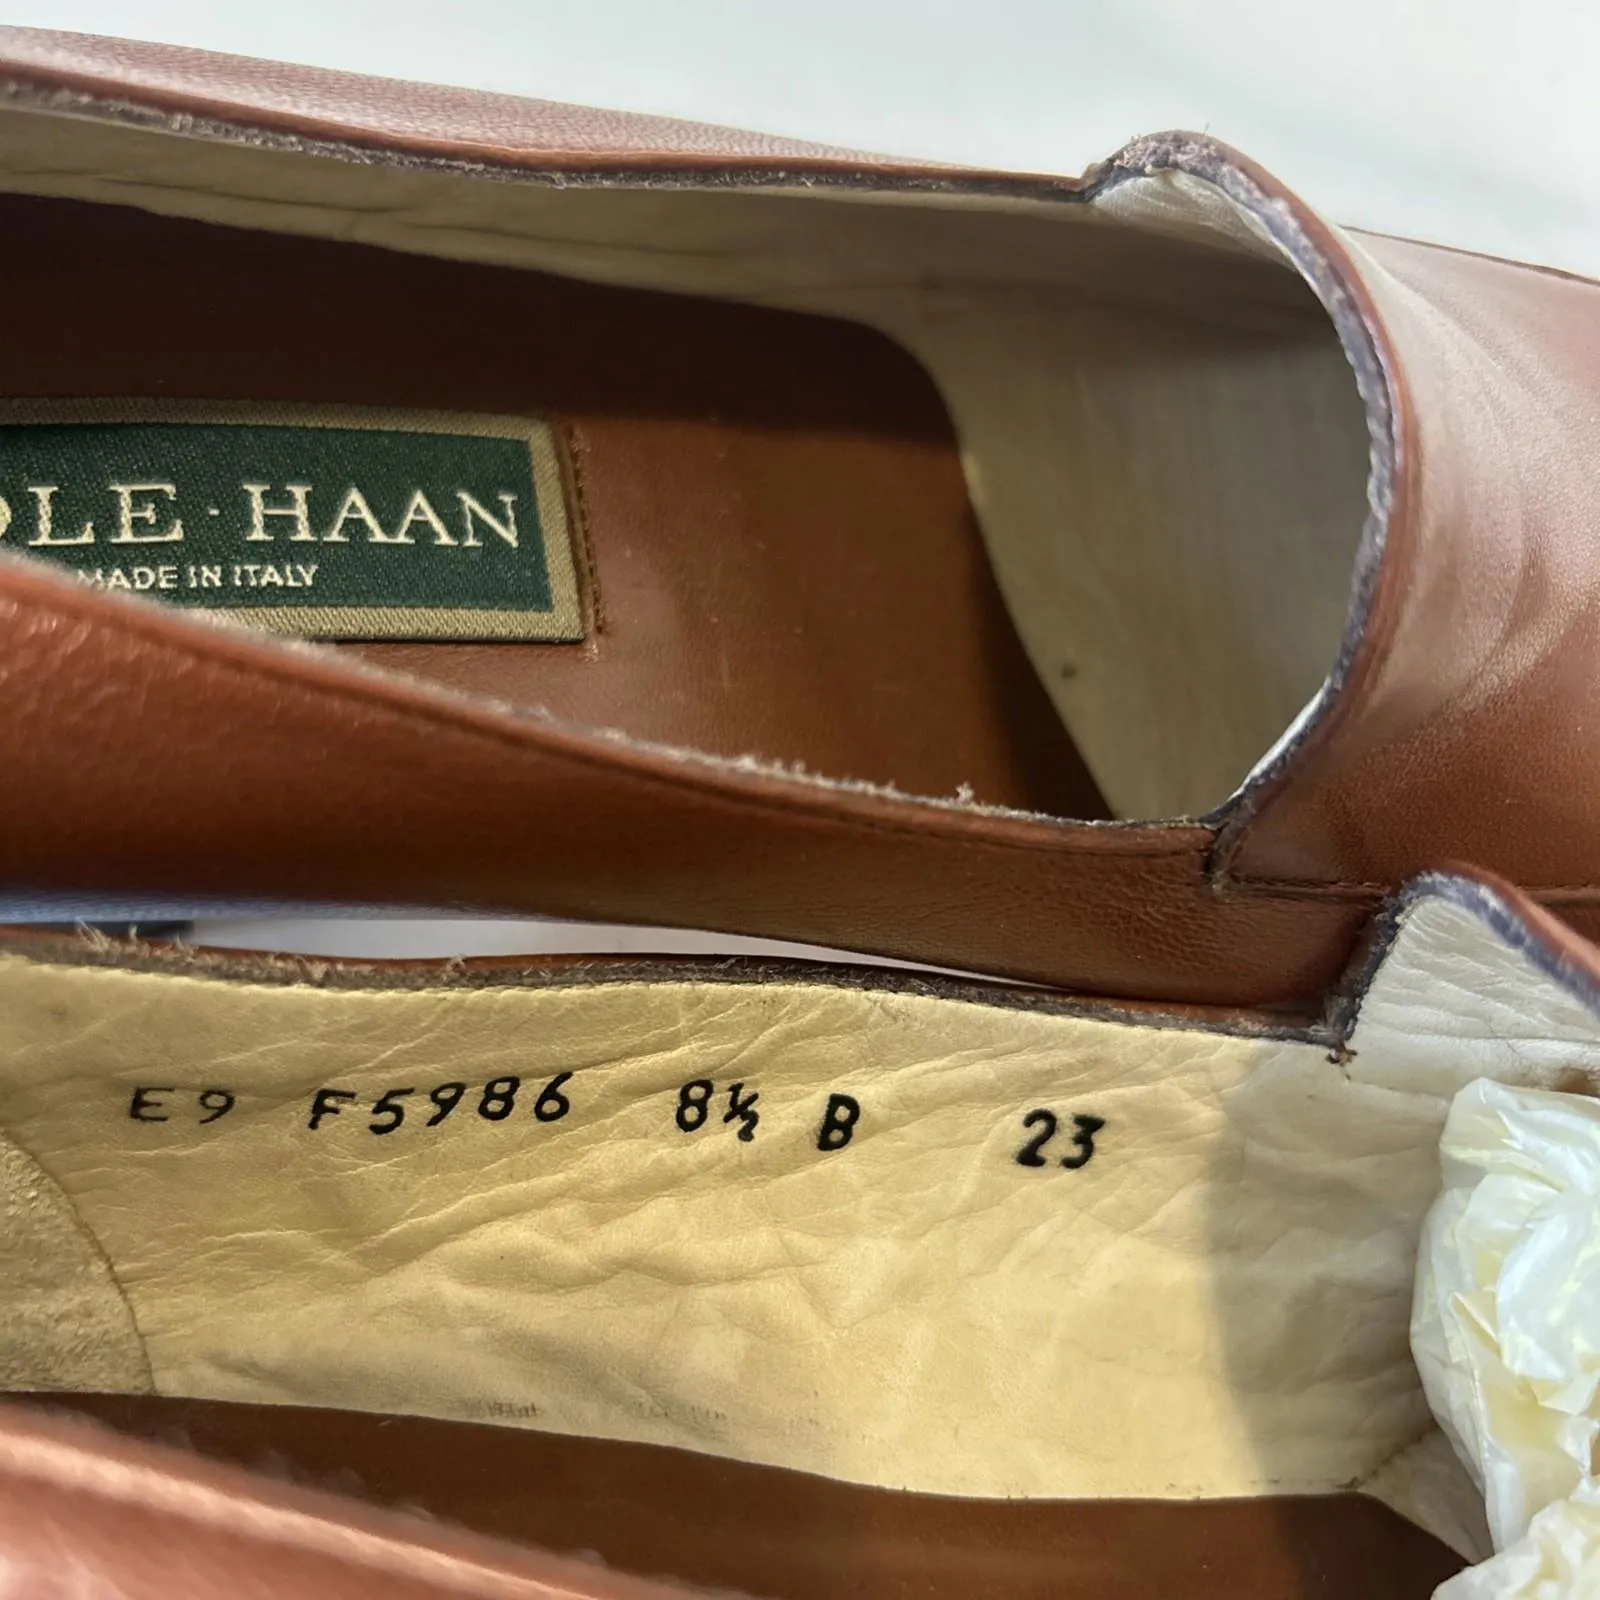 OLE·HAAN
MADE IN ITALY
E9 F5986 8½ B 23